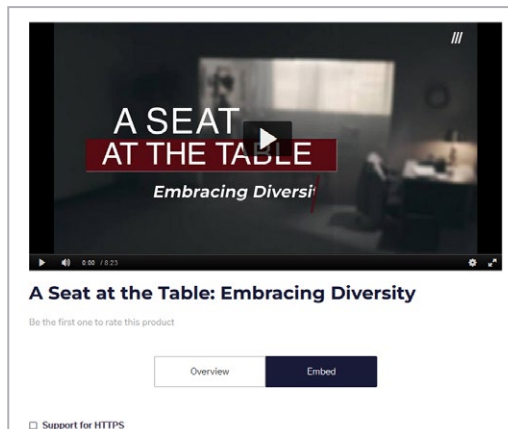 A SEAT
AT THE TABLE
Embracing Diversi
0:00 / 8:23
A Seat at the Table: Embracing Diversity
Be the first one to rate this product
Overview
Embed
Support for HTTPS